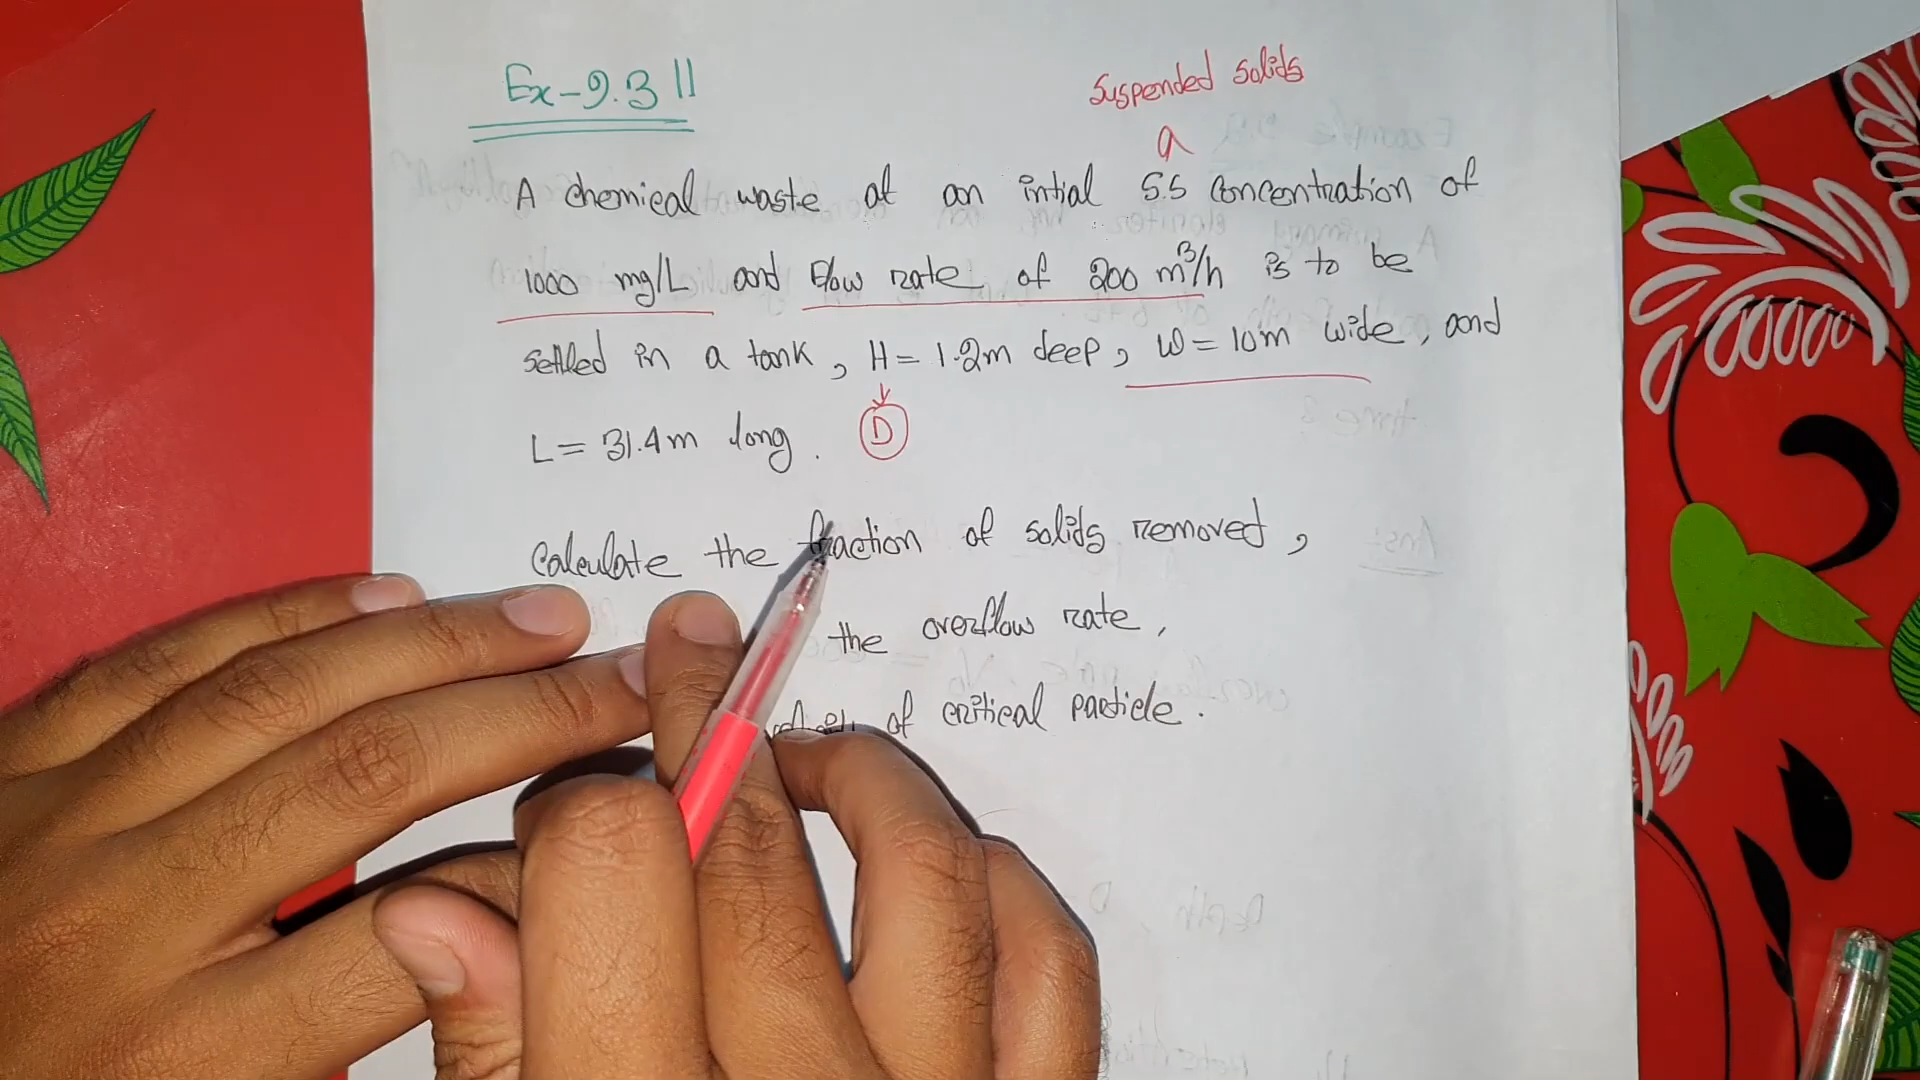 Ex-9.3 ||
Suspended Solids
a
A chemical waste at an intial S.S concentration of
1000 mg/L and flow rate of 200 m³/h is to be
settled in a tank, H = 1.2m deep, W = 10m wide, and
L = 31.4m long.
D
calculate the fraction of solids removed,
the overflow rate,
of critical particle.